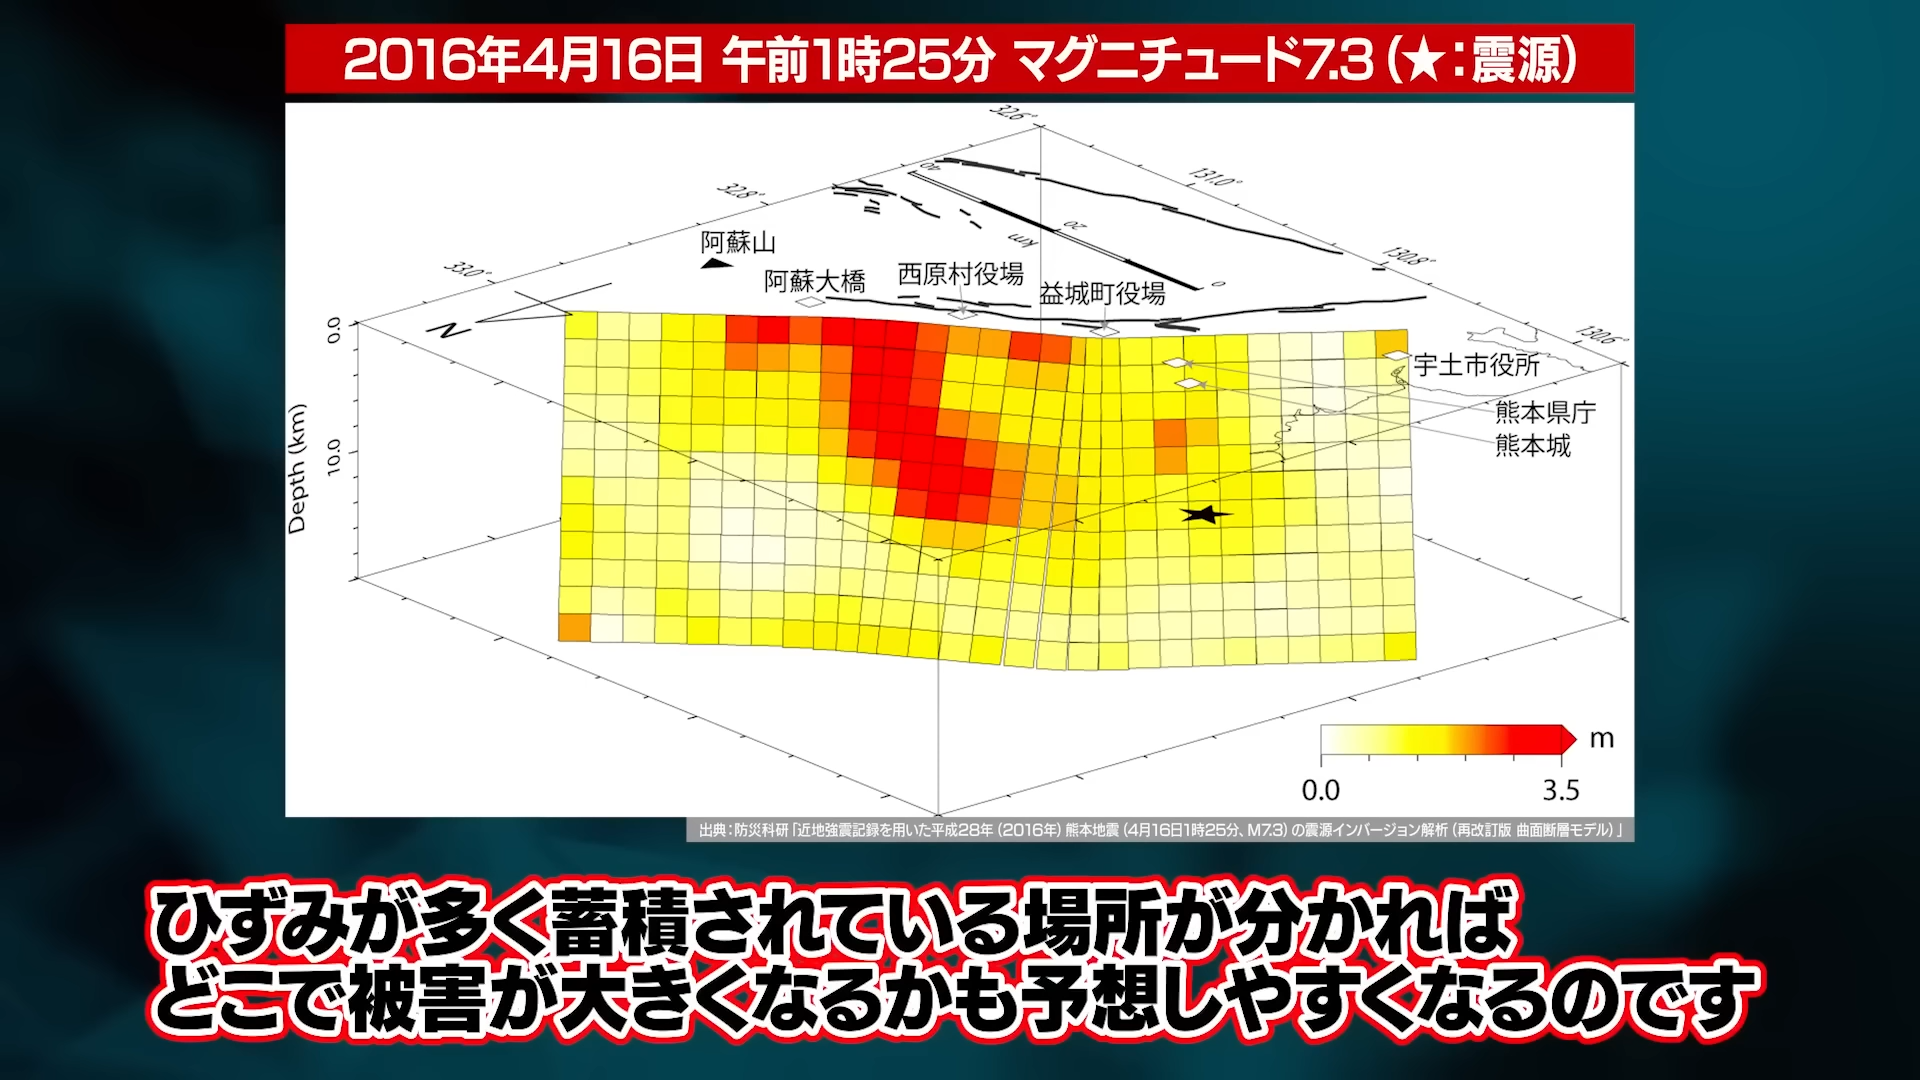 2016年4月16日 午前1時25分 マグニチュード7.3（★：震源）
32.6°
131.0°
32.8°
40
20
km
0
130.8°
阿蘇山
33.0°
阿蘇大橋
西原村役場
益城町役場
N
0.0
130.6°
宇土市役所
熊本県庁
熊本城
10.0
Depth (km)
m
0.0
3.5
出典：防災科研「近地強震記録を用いた平成28年（2016年）熊本地震（4月16日1時25分、M7.3）の震源インバージョン解析（再改訂版 曲面断層モデル）」
ひずみが多く蓄積されている場所が分かれば
どこで被害が大きくなるかも予想しやすくなるのです